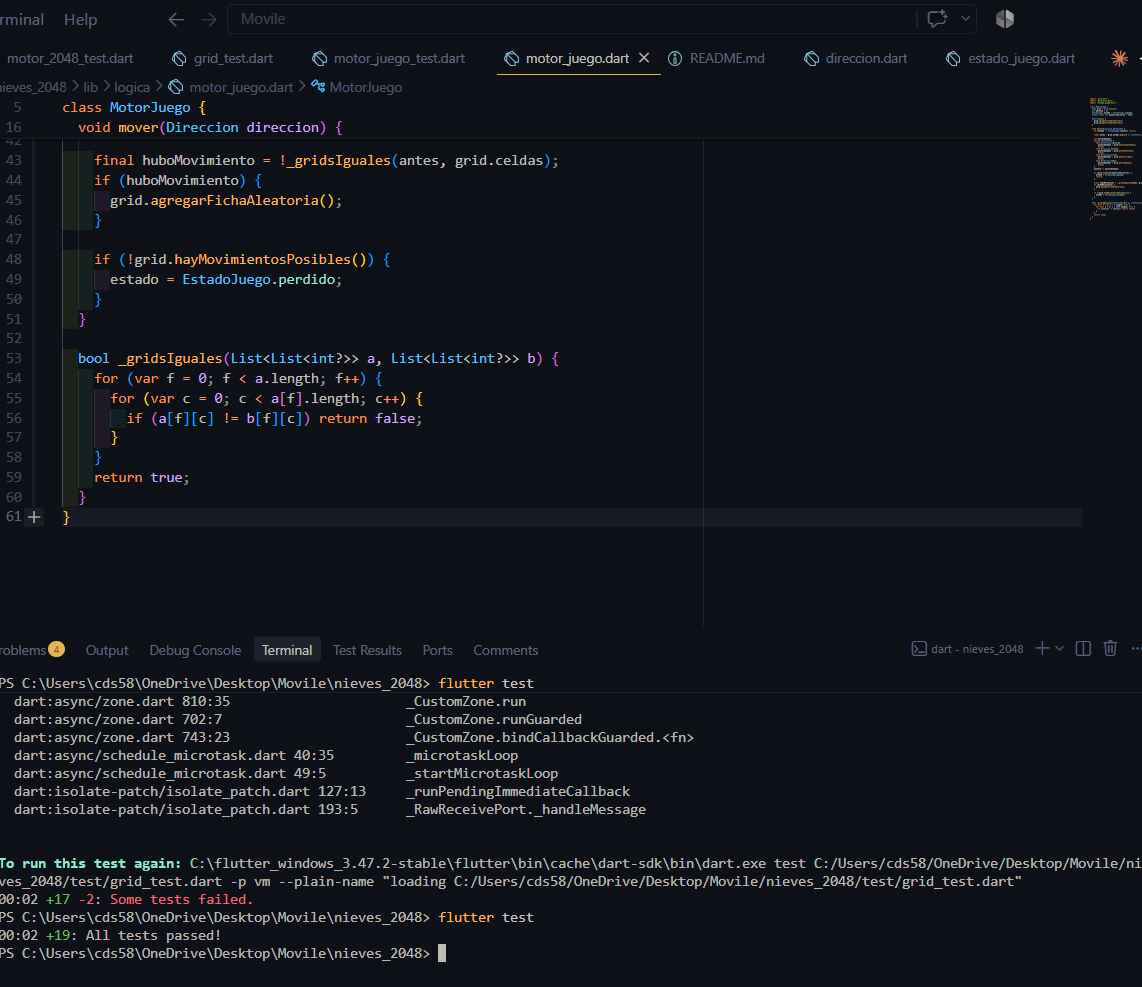 rminal Help Movile
motor_2048_test.dart grid_test.dart motor_juego_test.dart motor_juego.dart README.md direccion.dart estado_juego.dart
nieves_2048 > lib > logica > motor_juego.dart > MotorJuego
5 class MotorJuego {
16 void mover(Direccion direccion) {
42
43 final huboMovimiento = !_gridsIguales(antes, grid.celdas);
44 if (huboMovimiento) {
45 grid.agregarFichaAleatoria();
46 }
47
48 if (!grid.hayMovimientosPosibles()) {
49 estado = EstadoJuego.perdido;
50 }
51 }
52
53 bool _gridsIguales(List<List<int?>> a, List<List<int?>> b) {
54 for (var f = 0; f < a.length; f++) {
55 for (var c = 0; c < a[f].length; c++) {
56 if (a[f][c] != b[f][c]) return false;
57 }
58 }
59 return true;
60 }
61 }
roblems 4 Output Debug Console Terminal Test Results Ports Comments dart - nieves_2048
PS C:\Users\cds58\OneDrive\Desktop\Movile\nieves_2048> flutter test
dart:async/zone.dart 810:35 _CustomZone.run
dart:async/zone.dart 702:7 _CustomZone.runGuarded
dart:async/zone.dart 743:23 _CustomZone.bindCallbackGuarded.<fn>
dart:async/schedule_microtask.dart 40:35 _microtaskLoop
dart:async/schedule_microtask.dart 49:5 _startMicrotaskLoop
dart:isolate-patch/isolate_patch.dart 127:13 _runPendingImmediateCallback
dart:isolate-patch/isolate_patch.dart 193:5 _RawReceivePort._handleMessage
To run this test again: C:\flutter_windows_3.47.2-stable\flutter\bin\cache\dart-sdk\bin\dart.exe test C:/Users/cds58/OneDrive/Desktop/Movile/ni
ves_2048/test/grid_test.dart -p vm --plain-name "loading C:/Users/cds58/OneDrive/Desktop/Movile/nieves_2048/test/grid_test.dart"
00:02 +17 -2: Some tests failed.
PS C:\Users\cds58\OneDrive\Desktop\Movile\nieves_2048> flutter test
00:02 +19: All tests passed!
PS C:\Users\cds58\OneDrive\Desktop\Movile\nieves_2048>